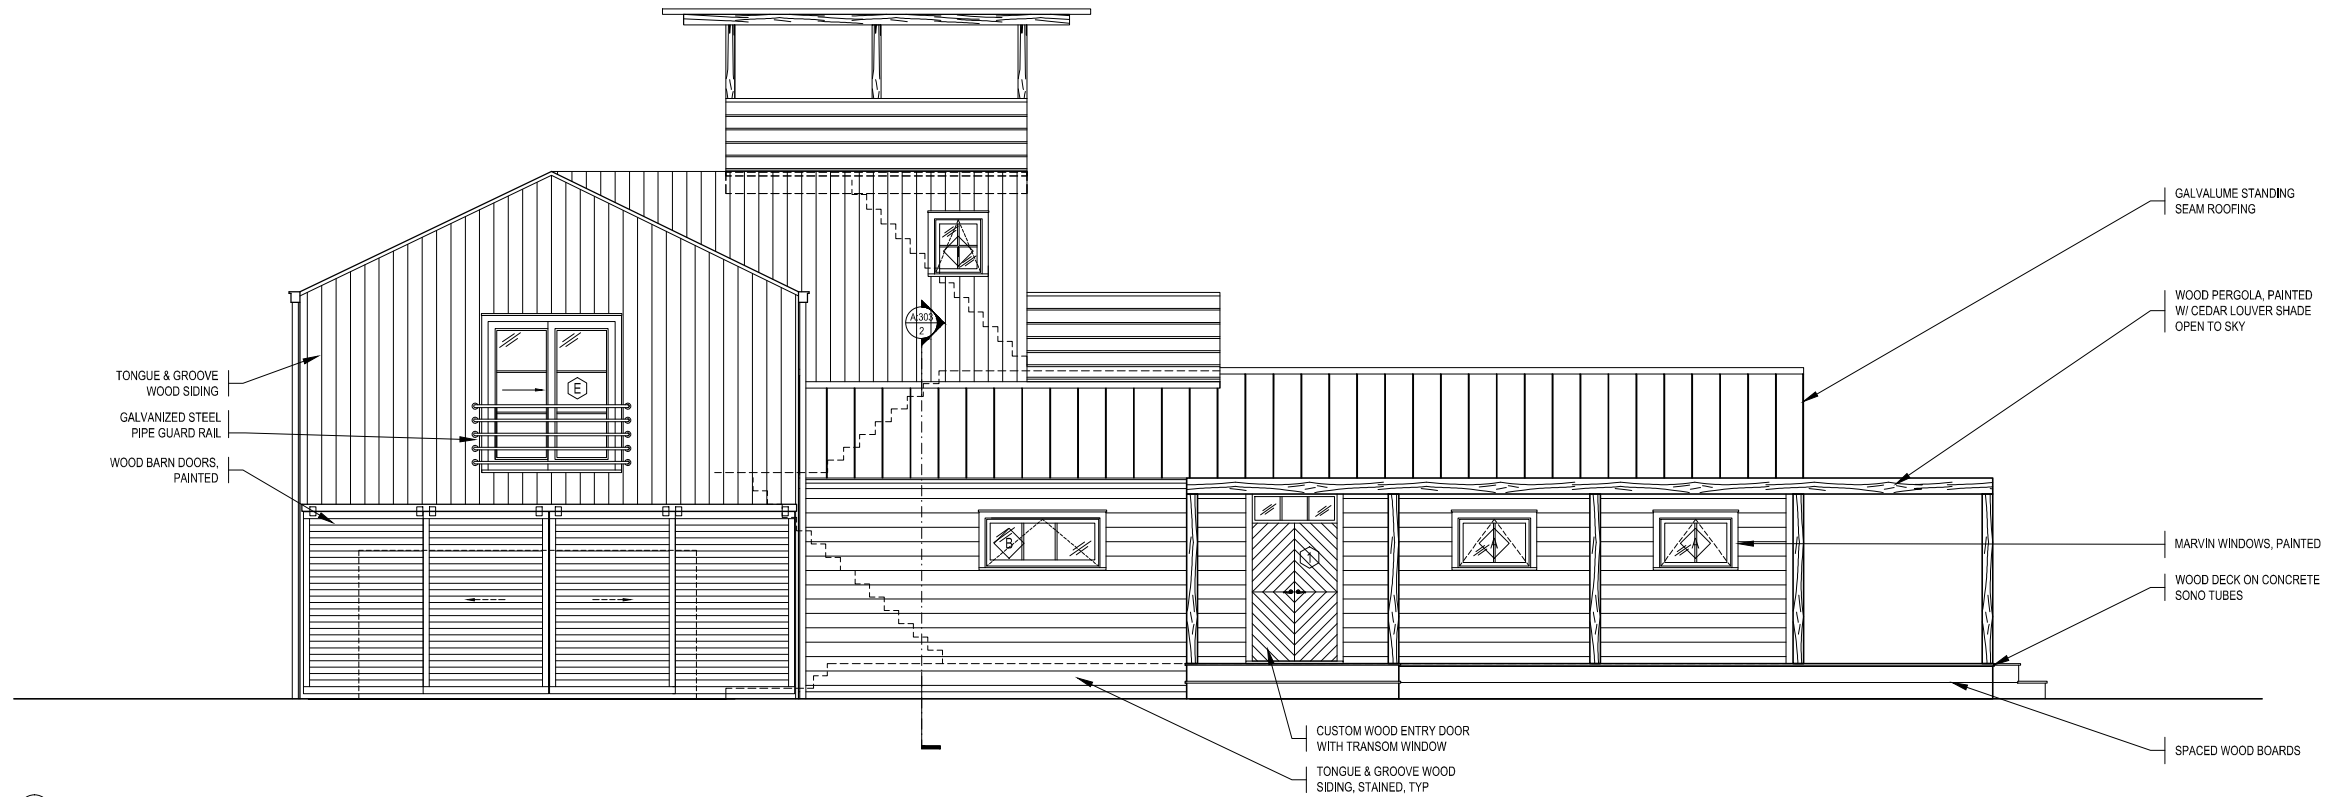 GALVALUME STANDING
SEAM ROOFING
WOOD PERGOLA, PAINTED
W/ CEDAR LOUVER SHADE
OPEN TO SKY
A:303
2
TONGUE & GROOVE
WOOD SIDING
E
GALVANIZED STEEL
PIPE GUARD RAIL
WOOD BARN DOORS,
PAINTED
B
1
A
A
MARVIN WINDOWS, PAINTED
WOOD DECK ON CONCRETE
SONO TUBES
CUSTOM WOOD ENTRY DOOR
WITH TRANSOM WINDOW
SPACED WOOD BOARDS
TONGUE & GROOVE WOOD
SIDING, STAINED, TYP